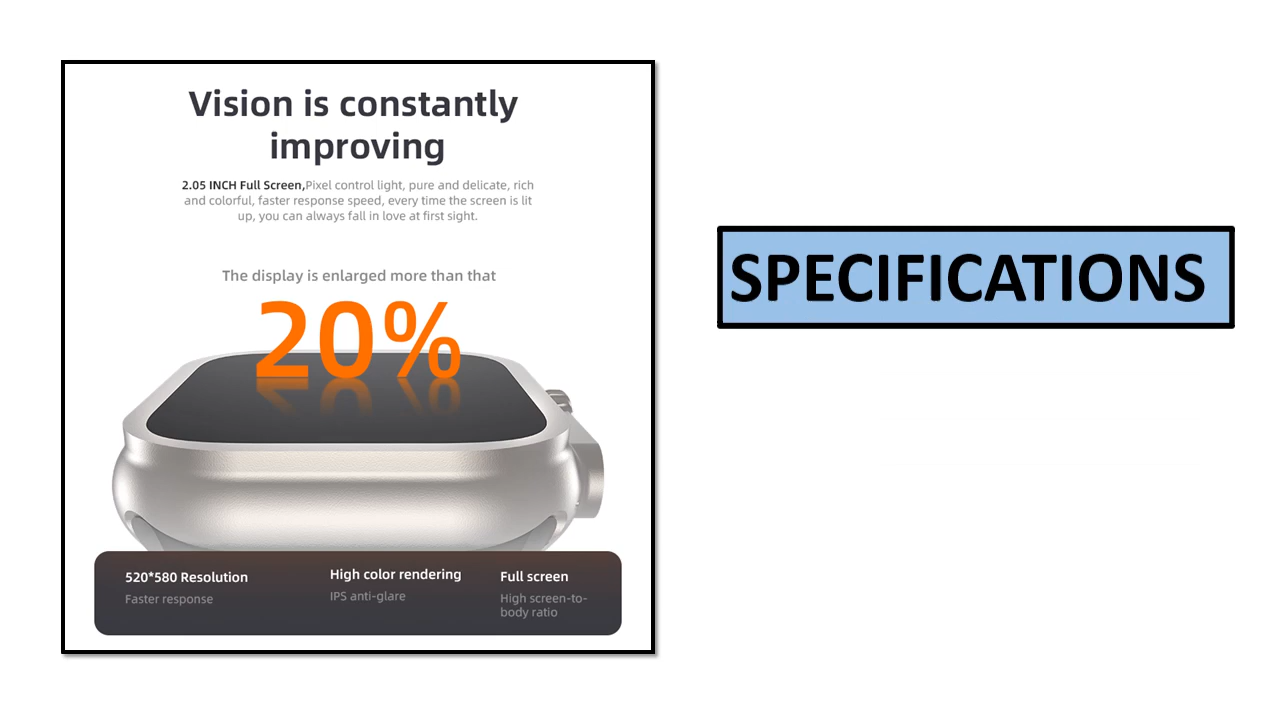 Vision is constantly
improving
2.05 INCH Full Screen,Pixel control light, pure and delicate, rich
and colorful, faster response speed, every time the screen is lit
up, you can always fall in love at first sight.
The display is enlarged more than that
20%
520*580 Resolution
Faster response
High color rendering
IPS anti-glare
Full screen
High screen-to-
body ratio
SPECIFICATIONS